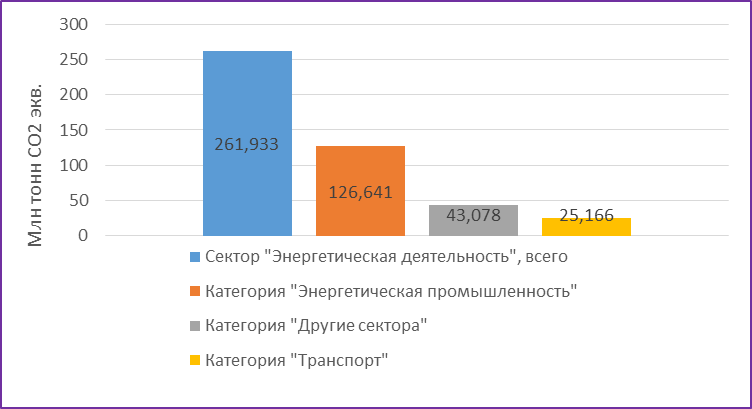 Млн тонн СО2 экв.
300
250
200
150
100
50
0
261,933
126,641
43,078
25,166
Сектор "Энергетическая деятельность", всего
Категория "Энергетическая промышленность"
Категория "Другие сектора"
Категория "Транспорт"